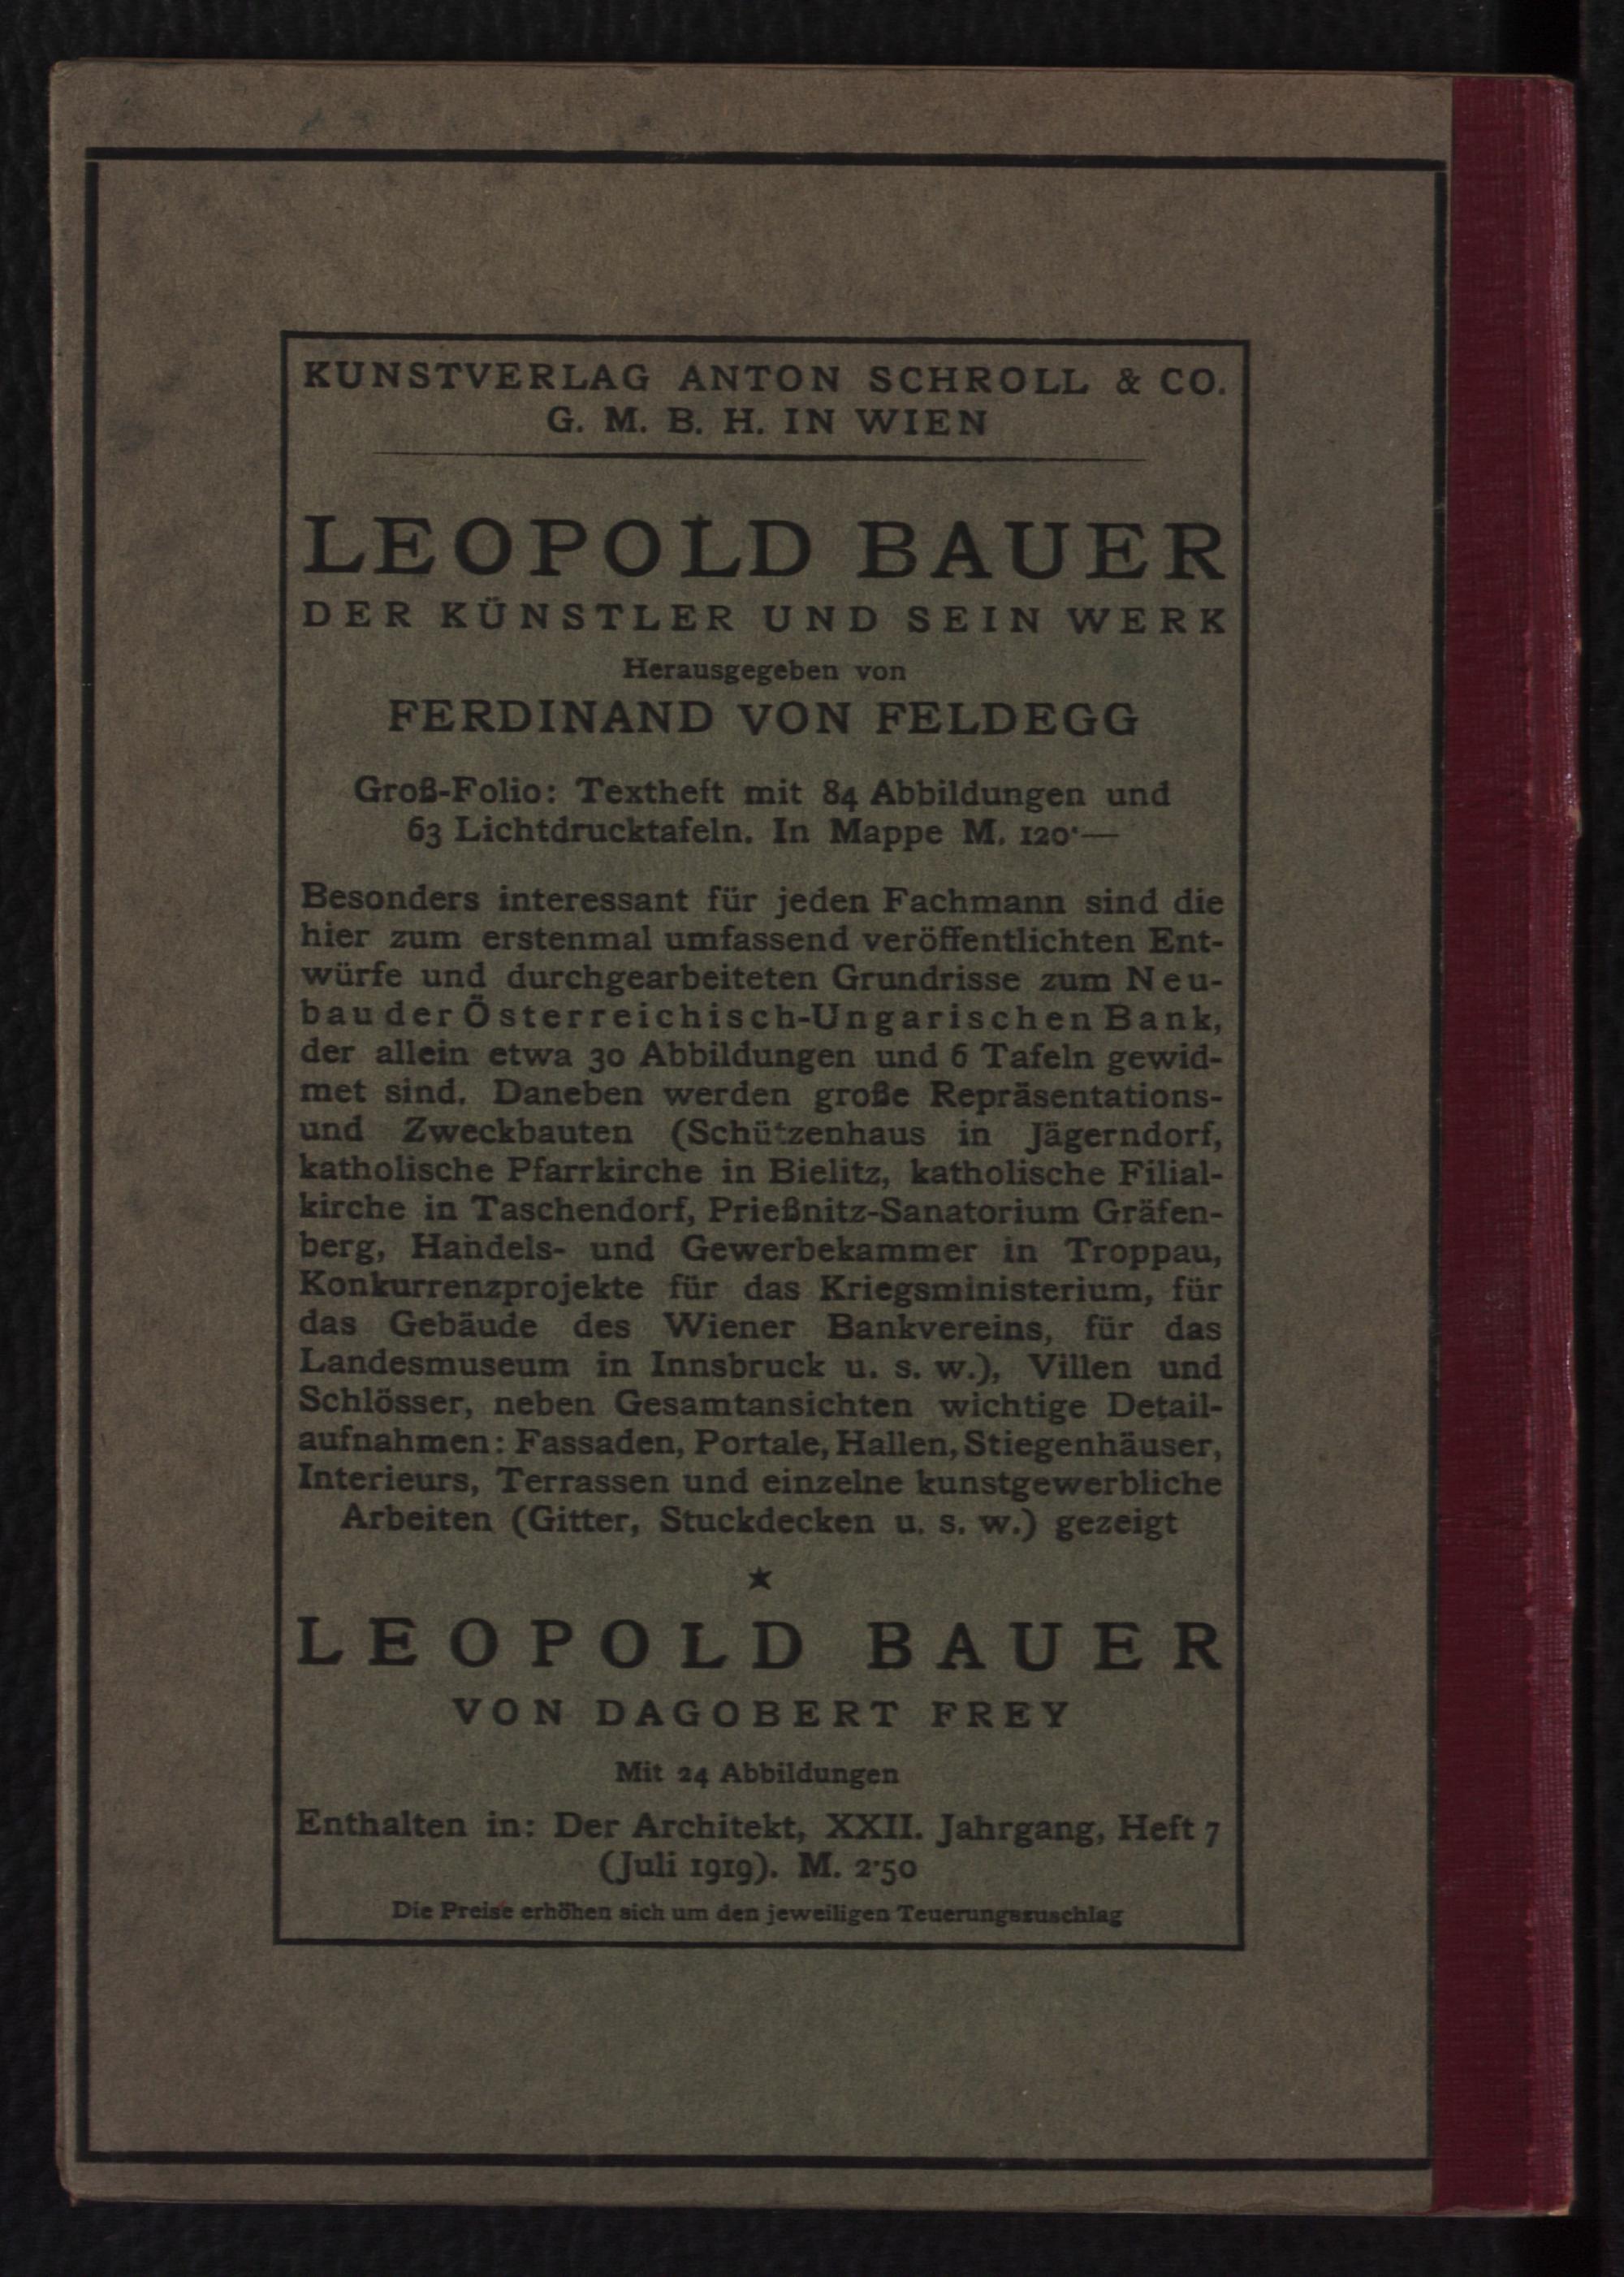 KUNSTVERLAG ANTON SCHROLL & CO.
G. M. B. H. IN WIEN
LEOPOLD BAUER
DER KÜNSTLER UND SEIN WERK
Herausgegeben von
FERDINAND VON FELDEGG
Groß-Folio: Textheft mit 84 Abbildungen und
63 Lichtdrucktafeln. In Mappe M. 120·—
Besonders interessant für jeden Fachmann sind die
hier zum erstenmal umfassend veröffentlichten Ent-
würfe und durchgearbeiteten Grundrisse zum Neu-
bau der Österreichisch-Ungarischen Bank,
der allein etwa 30 Abbildungen und 6 Tafeln gewid-
met sind. Daneben werden große Repräsentations-
und Zweckbauten (Schützenhaus in Jägerndorf,
katholische Pfarrkirche in Bielitz, katholische Filial-
kirche in Taschendorf, Prießnitz-Sanatorium Gräfen-
berg, Handels- und Gewerbekammer in Troppau,
Konkurrenzprojekte für das Kriegsministerium, für
das Gebäude des Wiener Bankvereins, für das
Landesmuseum in Innsbruck u. s. w.), Villen und
Schlösser, neben Gesamtansichten wichtige Detail-
aufnahmen: Fassaden, Portale, Hallen, Stiegenhäuser,
Interieurs, Terrassen und einzelne kunstgewerbliche
Arbeiten (Gitter, Stuckdecken u. s. w.) gezeigt
★
LEOPOLD BAUER
VON DAGOBERT FREY
Mit 24 Abbildungen
Enthalten in: Der Architekt, XXII. Jahrgang, Heft 7
(Juli 1919). M. 2·50
Die Preise erhöhen sich um den jeweiligen Teuerungszuschlag